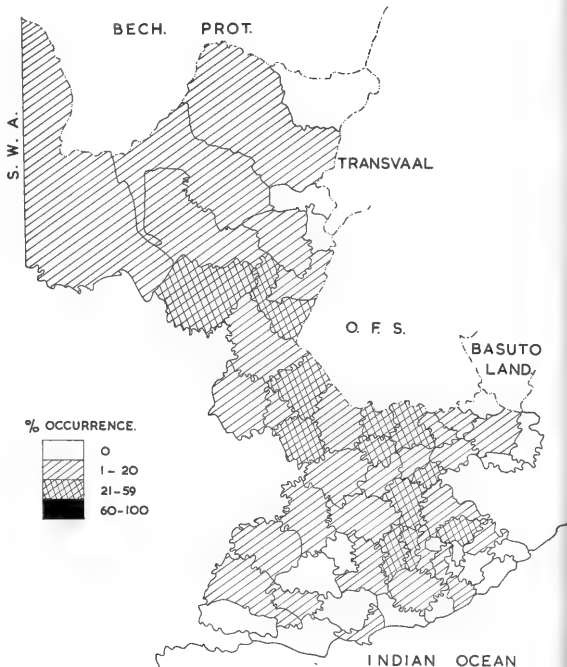 BECH. PROT.
S. W. A.
TRANSVAAL
O. F. S.
BASUTO
LAND.
% OCCURRENCE.
0
1-20
21-59
60-100
INDIAN OCEAN